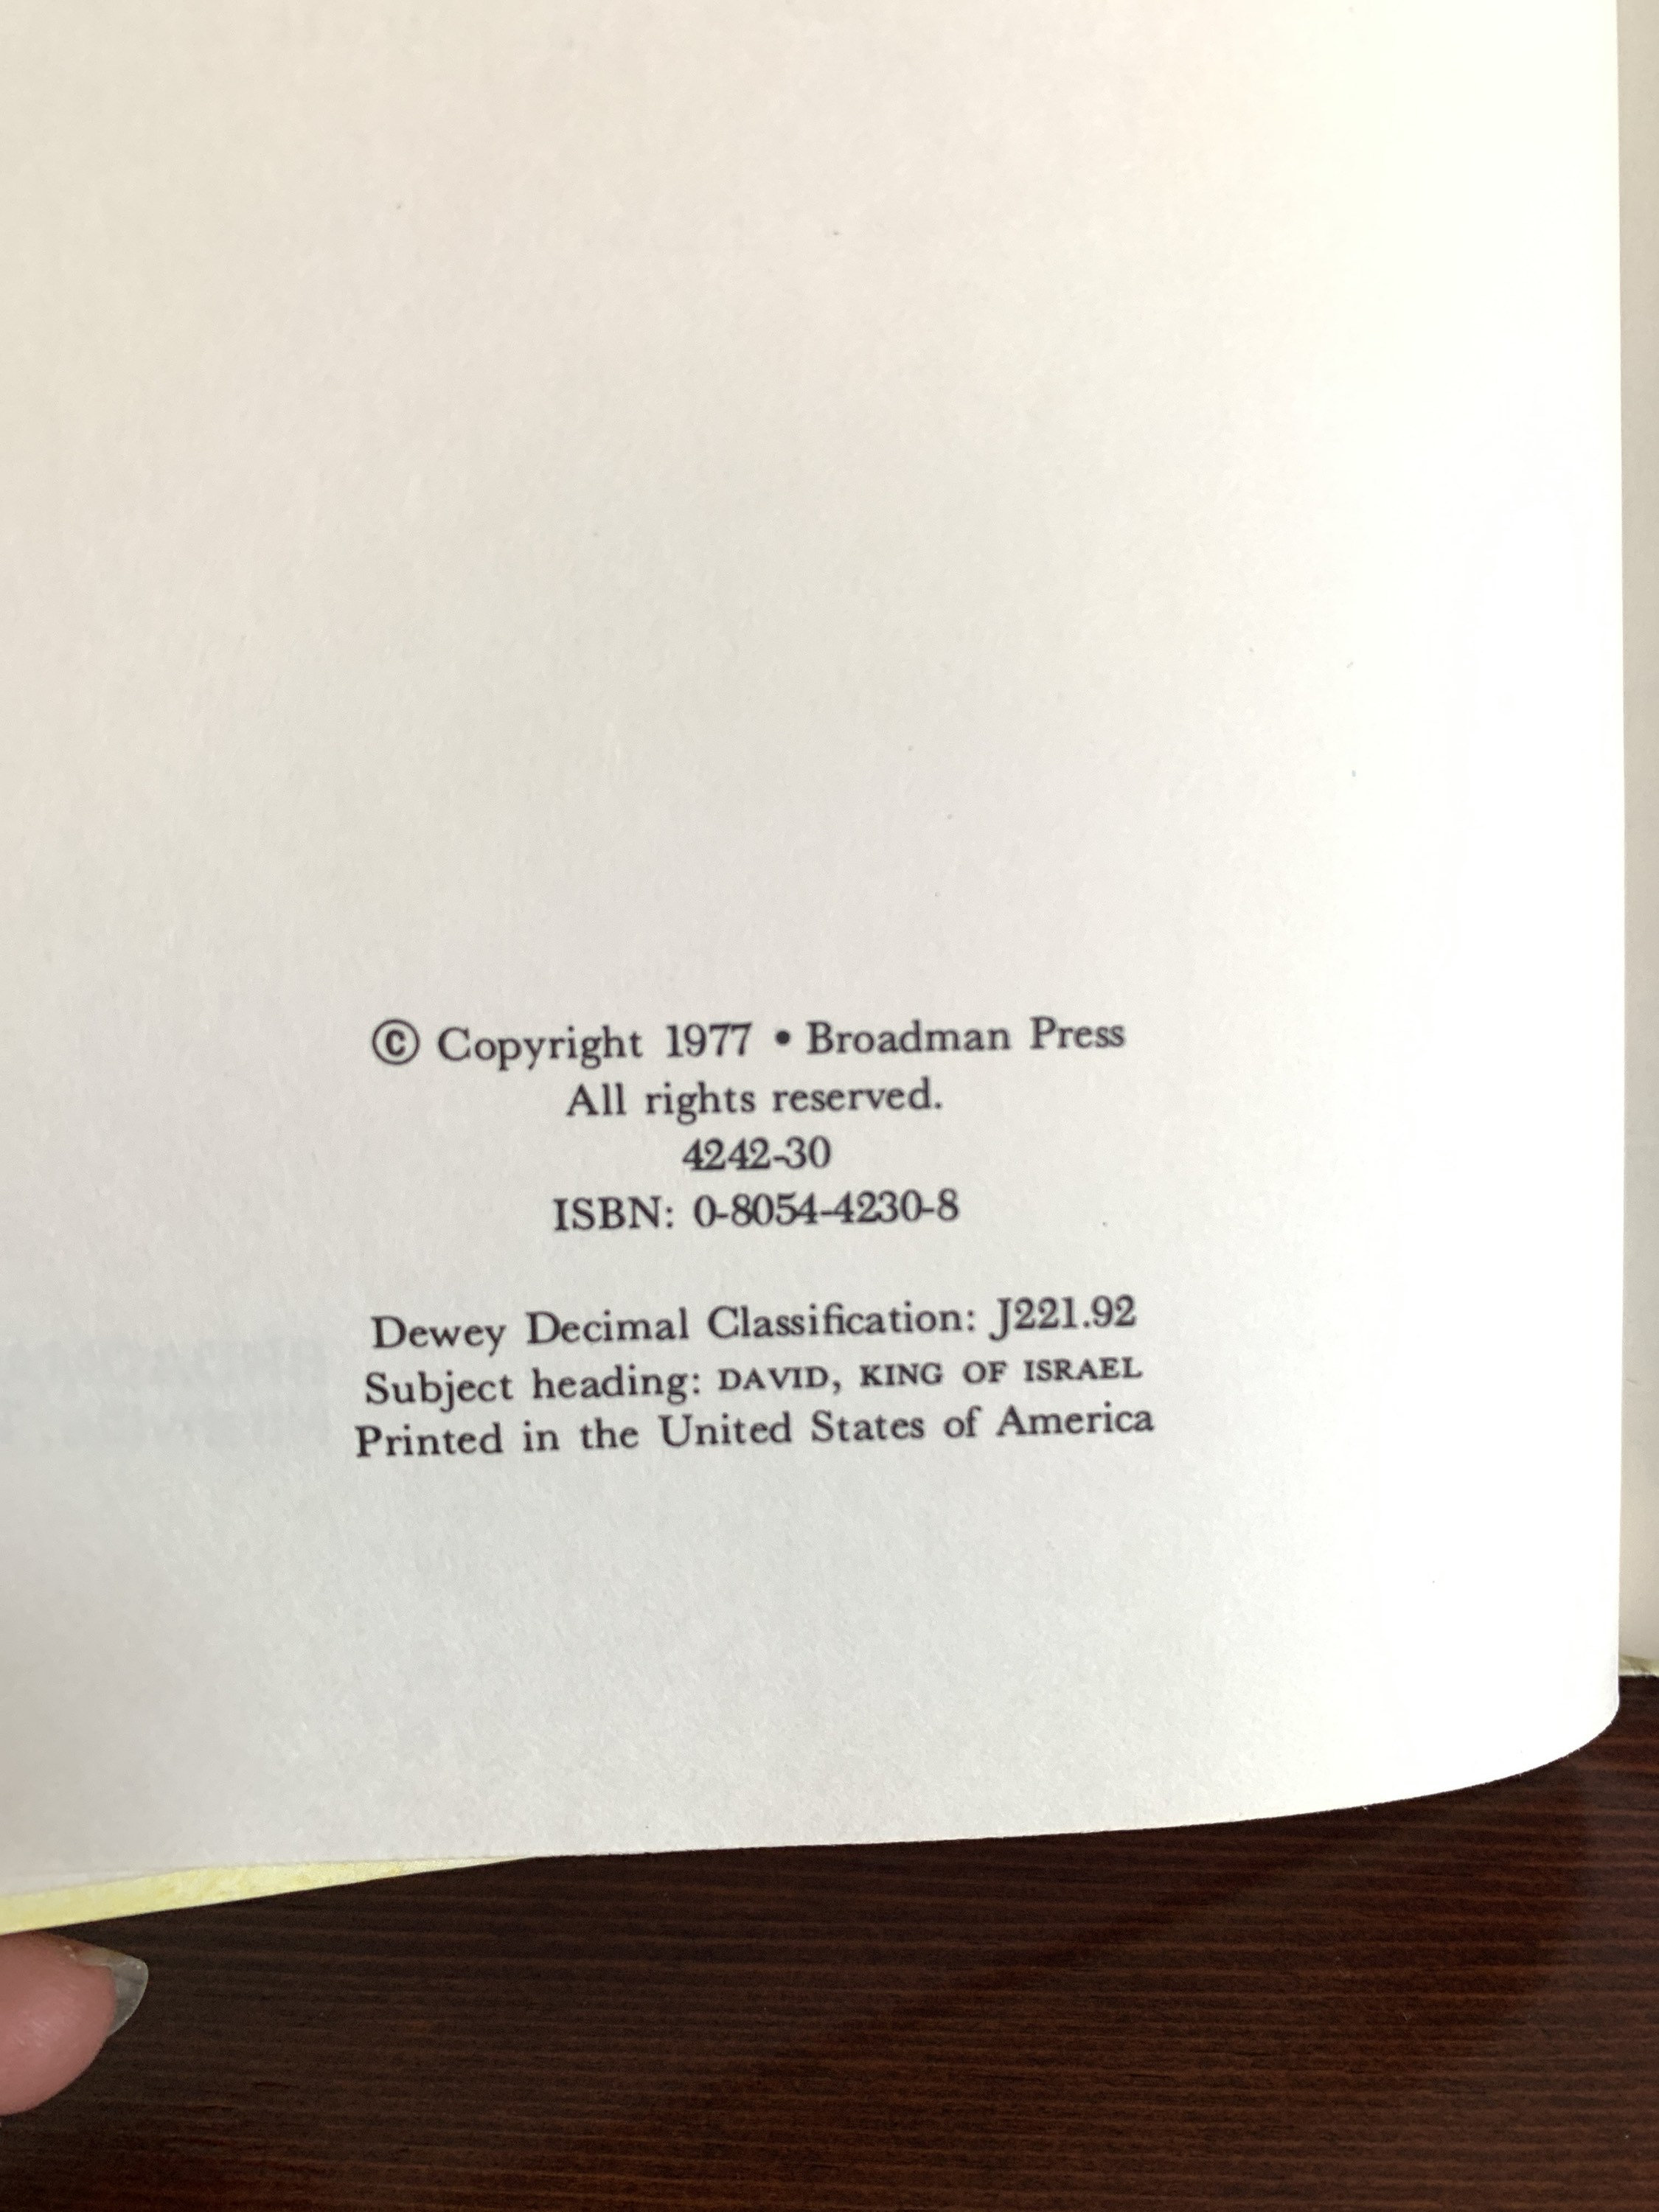 © Copyright 1977 • Broadman Press
All rights reserved.
4242-30
ISBN: 0-8054-4230-8
Dewey Decimal Classification: J221.92
Subject heading: DAVID, KING OF ISRAEL
Printed in the United States of America